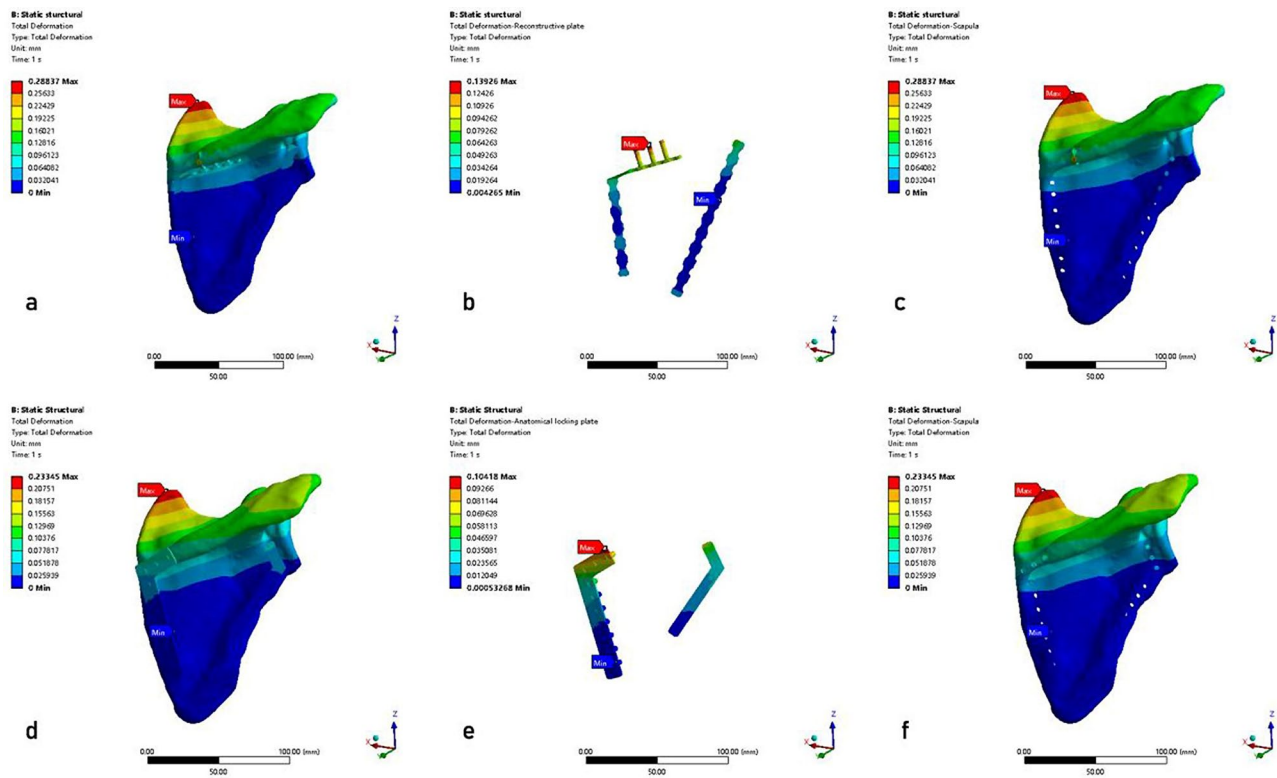 B: Static sturctural
Total Deformation
Type: Total Deformation
Unit: mm
Time: 1 s
0.28837 Max
0.25633
0.22429
0.19225
0.16021
0.12816
0.096123
0.064082
0.032041
0 Min
Max
Min
a
Z
X
Y
0.00
100.00 (mm)
50.00
B: Static sturctural
Total Deformation-Reconstructive plate
Type: Total Deformation
Unit: mm
Time: 1 s
0.13926 Max
0.12426
0.10926
0.094262
0.079262
0.064263
0.049263
0.034264
0.019264
0.004265 Min
Max
Min
b
Z
X
Y
0.00
100.00 (mm)
50.00
B: Static sturctural
Total Deformation-Scapula
Type: Total Deformation
Unit: mm
Time: 1 s
0.28837 Max
0.25633
0.22429
0.19225
0.16021
0.12816
0.096123
0.064082
0.032041
0 Min
Max
Min
c
Z
X
Y
0.00
100.00 (mm)
50.00
B: Static Structural
Total Deformation
Type: Total Deformation
Unit: mm
Time: 1 s
0.23345 Max
0.20751
0.18157
0.15563
0.12969
0.10376
0.077817
0.051878
0.025939
0 Min
Max
Min
d
Z
X
Y
0.00
100.00 (mm)
50.00
B: Static Structural
Total Deformation-Anatomical locking plate
Type: Total Deformation
Unit: mm
Time: 1 s
0.10418 Max
0.09266
0.081144
0.069628
0.058113
0.046597
0.035081
0.023565
0.012049
0.00053268 Min
Max
Min
e
Z
X
Y
0.00
100.00 (mm)
50.00
B: Static Structural
Total Deformation-Scapula
Type: Total Deformation
Unit: mm
Time: 1 s
0.23345 Max
0.20751
0.18157
0.15563
0.12969
0.10376
0.077817
0.051878
0.025939
0 Min
Max
Min
f
Z
X
Y
0.00
100.00 (mm)
50.00